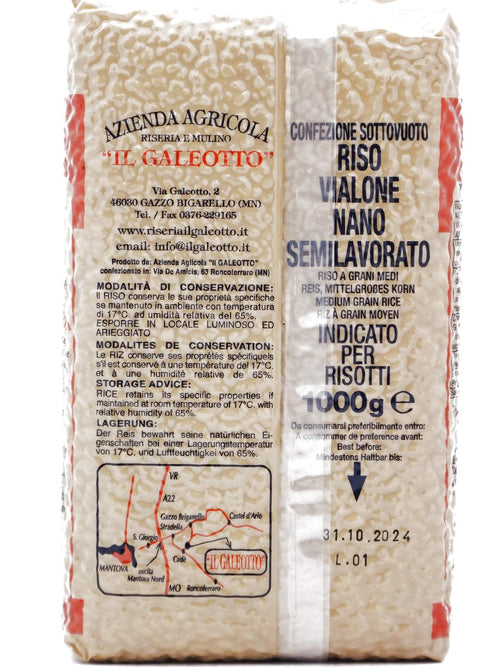 AZIENDA AGRICOLA
RISERIA E MULINO
"IL GALEOTTO"
Via Galeotto, 2
46030 GAZZO BIGARELLO (MN)
Tel. / Fax 0376-229165
www.riseriailgaleotto.it
email: info@ilgaleotto.it
Prodotto da: Azienda Agricola "Il GALEOTTO"
confezionato in: Via De Amicis, 63 Roncoferraro (MN)
MODALITÀ DI CONSERVAZIONE:
Il RISO conserva le sue proprietà specifiche
se mantenuto in ambiente con temperatura
di 17°C. ad umidità relativa del 65%.
ESPORRE IN LOCALE LUMINOSO ED
ARIEGGIATO.
MODALITES DE CONSERVATION:
Le RIZ conserve ses proprétés spécifiquels
s'il est conservé à une température del 17°C.
et à une humidité relative de 65%.
STORAGE ADVICE:
RICE retains its specific properties if
maintained at room temperature of 17°C. with
relative humidity of 65%.
LAGERUNG:
Der Reis bewahrt seine natürlichen Ei-
genschaften bei einer Lagerungstemperatur
von 17°C. und Luffleuchtigkei von 65%.
VR
A22
Gazzo Bigarello
Stradella
Castel d'Ario
S. Giorgio
Cadè
"IL GALEOTTO"
MANTOVA
uscita
Mantova Nord
MO
Roncoferraro
CONFEZIONE SOTTOVUOTO
RISO
VIALONE
NANO
SEMILAVORATO
RISO A GRANI MEDI
REIS, MITTELGROßES KORN
MEDIUM GRAIN RICE
RIZ À GRAIN MOYEN
INDICATO
PER
RISOTTI
1000g e
Da consumarsi preferibilmente entro:
A consommer de preference avant:
Best before:
Mindestens Haltbar bis:
31.10.2024
L.01